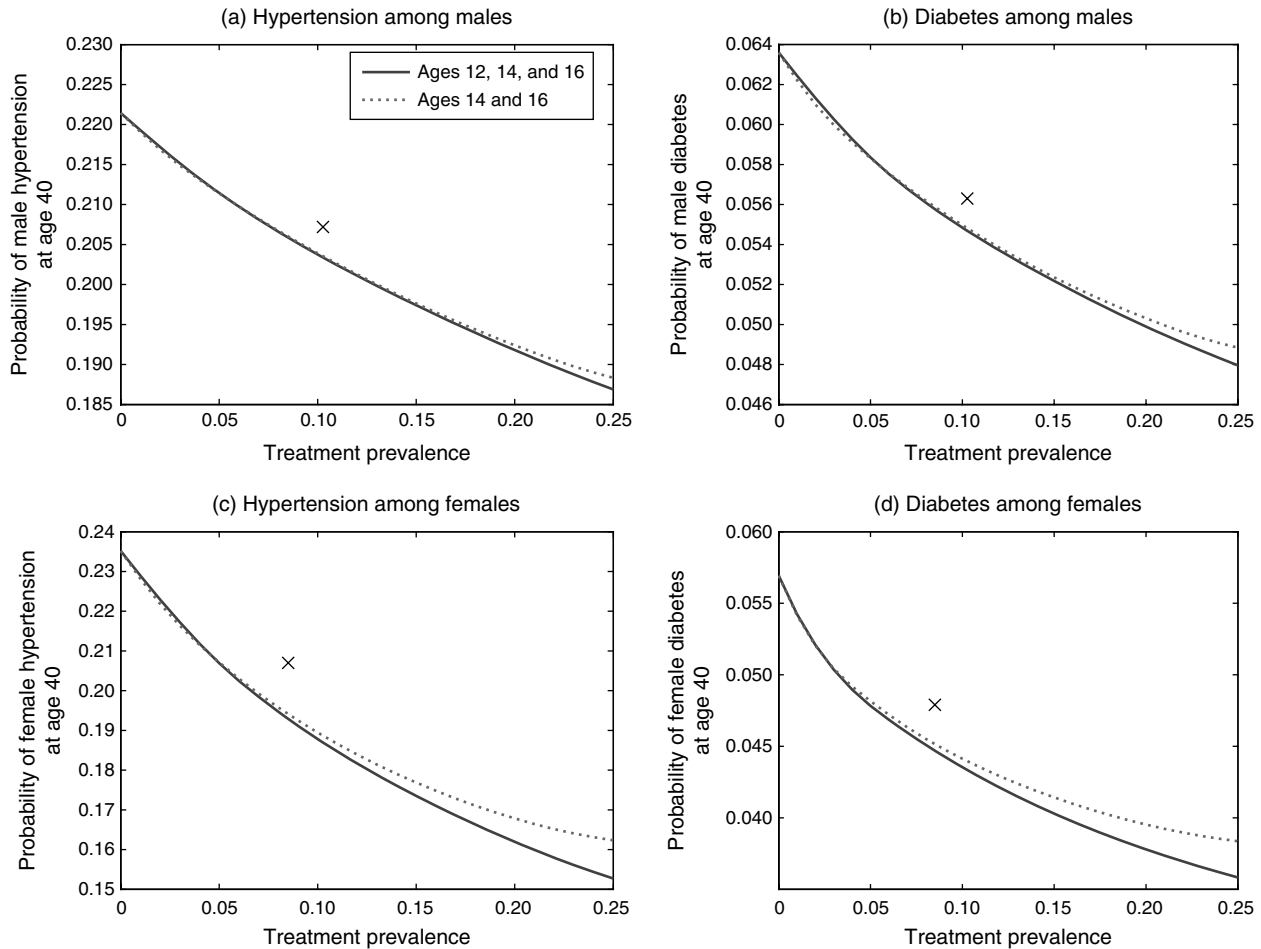 (a) Hypertension among males
Probability of male hypertension
at age 40
0.230
0.225
0.220
0.215
0.210
0.205
0.200
0.195
0.190
0.185
Ages 12, 14, and 16
Ages 14 and 16
0 0.05 0.10 0.15 0.20 0.25
Treatment prevalence
(b) Diabetes among males
Probability of male diabetes
at age 40
0.064
0.062
0.060
0.058
0.056
0.054
0.052
0.050
0.048
0.046
0 0.05 0.10 0.15 0.20 0.25
Treatment prevalence
(c) Hypertension among females
Probability of female hypertension
at age 40
0.24
0.23
0.22
0.21
0.20
0.19
0.18
0.17
0.16
0.15
0 0.05 0.10 0.15 0.20 0.25
Treatment prevalence
(d) Diabetes among females
Probability of female diabetes
at age 40
0.060
0.055
0.050
0.045
0.040
0 0.05 0.10 0.15 0.20 0.25
Treatment prevalence